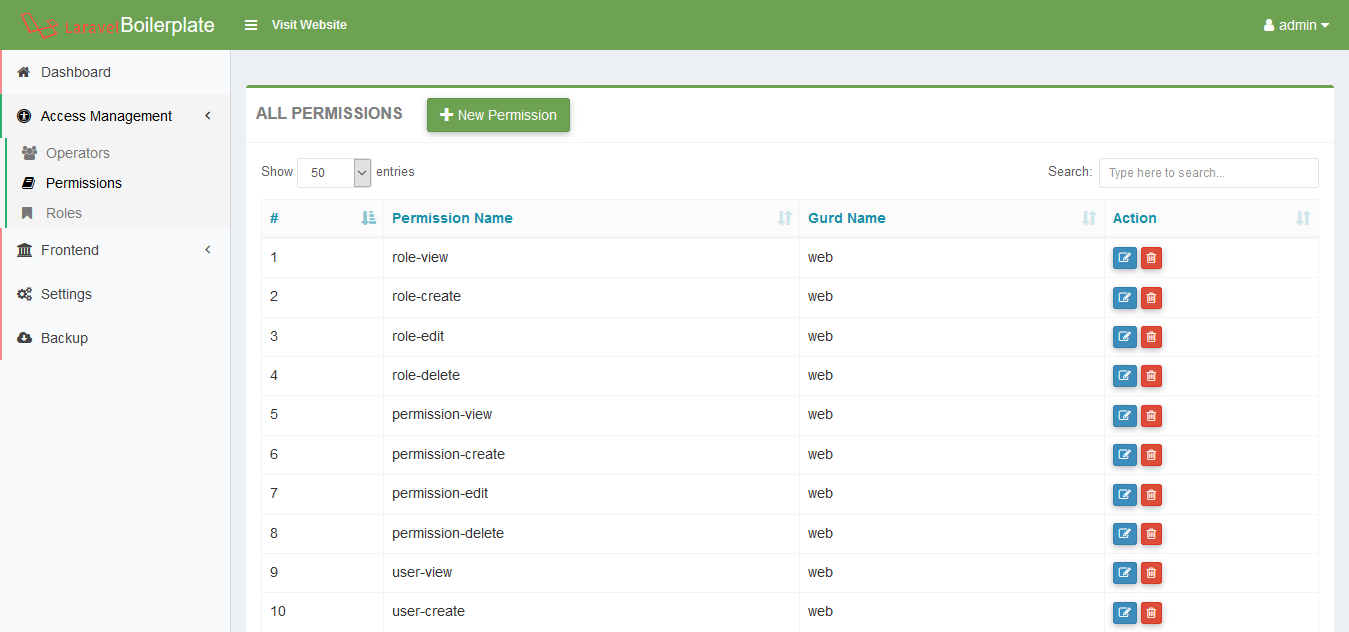 LaravelBoilerplate Visit Website admin
Dashboard
Access Management
Operators
Permissions
Roles
Frontend
Settings
Backup
ALL PERMISSIONS New Permission
Show 50 entries Search: Type here to search...
# Permission Name Gurd Name Action
1 role-view web
2 role-create web
3 role-edit web
4 role-delete web
5 permission-view web
6 permission-create web
7 permission-edit web
8 permission-delete web
9 user-view web
10 user-create web